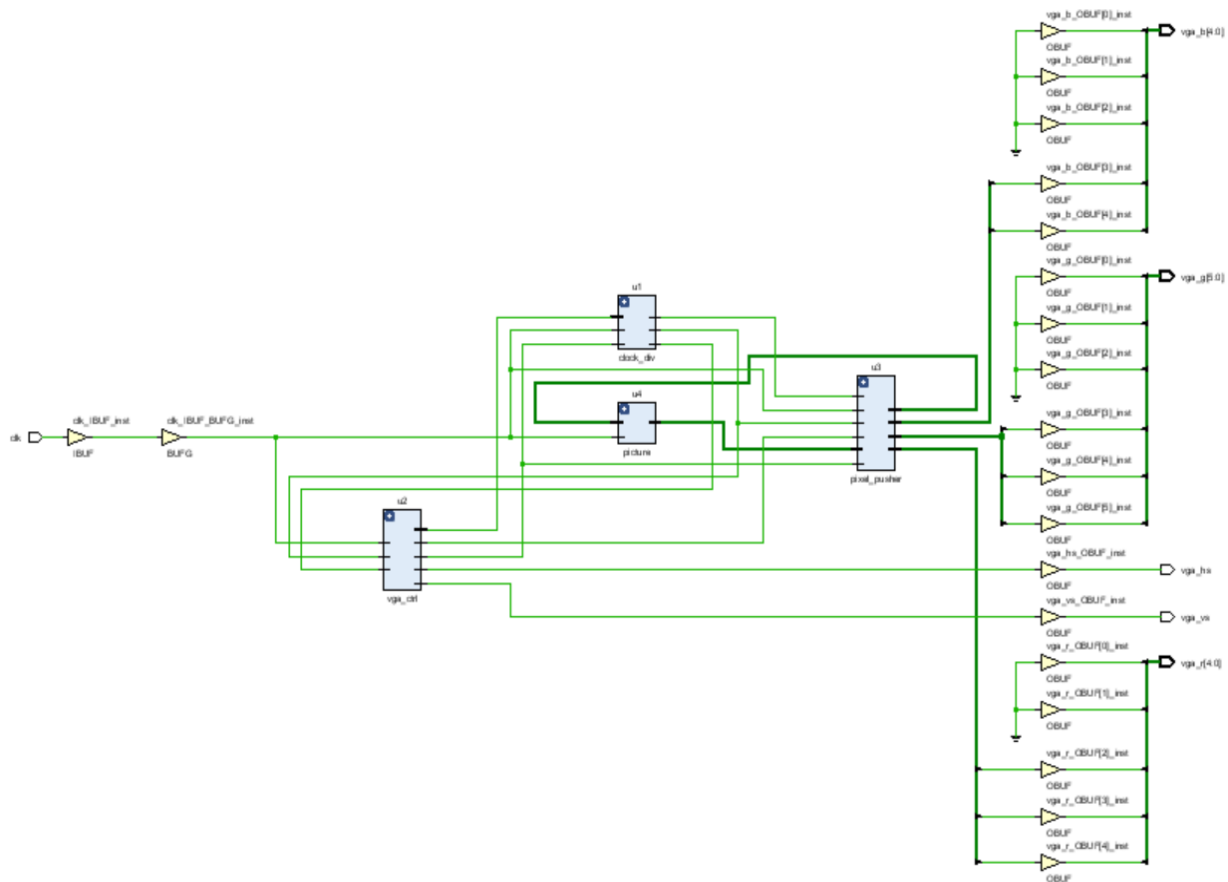 vga_b_OBUF[0]_inst
vga_b[4:0]
OBUF
vga_b_OBUF[1]_inst
OBUF
vga_b_OBUF[2]_inst
OBUF
vga_b_OBUF[3]_inst
OBUF
vga_b_OBUF[4]_inst
OBUF
vga_g_OBUF[0]_inst
vga_g[5:0]
OBUF
vga_g_OBUF[1]_inst
OBUF
vga_g_OBUF[2]_inst
OBUF
vga_g_OBUF[3]_inst
OBUF
vga_g_OBUF[4]_inst
OBUF
vga_g_OBUF[5]_inst
OBUF
u1
clock_div
u3
pixel_pusher
u4
picture
clk
clk_IBUF_inst
IBUF
clk_IBUF_BUFG_inst
BUFG
u2
vga_ctrl
vga_hs_OBUF_inst
vga_hs
OBUF
vga_vs_OBUF_inst
vga_vs
OBUF
vga_r_OBUF[0]_inst
vga_r[4:0]
OBUF
vga_r_OBUF[1]_inst
OBUF
vga_r_OBUF[2]_inst
OBUF
vga_r_OBUF[3]_inst
OBUF
vga_r_OBUF[4]_inst
OBUF